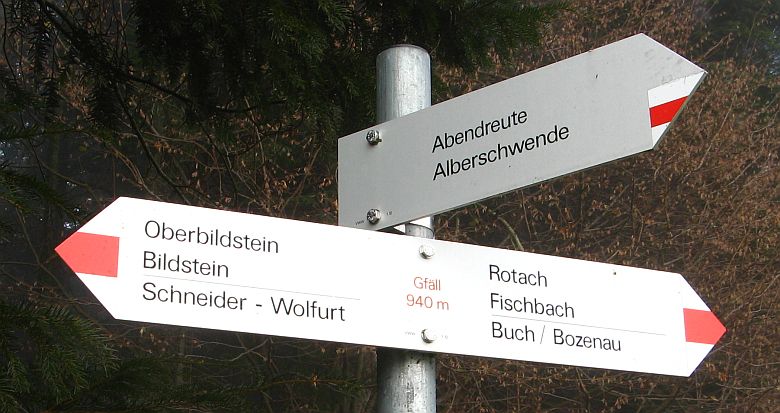 Abendreute
Alberschwende
Oberbildstein
Bildstein
Schneider - Wolfurt
Gfäll
940 m
Rotach
Fischbach
Buch / Bozenau